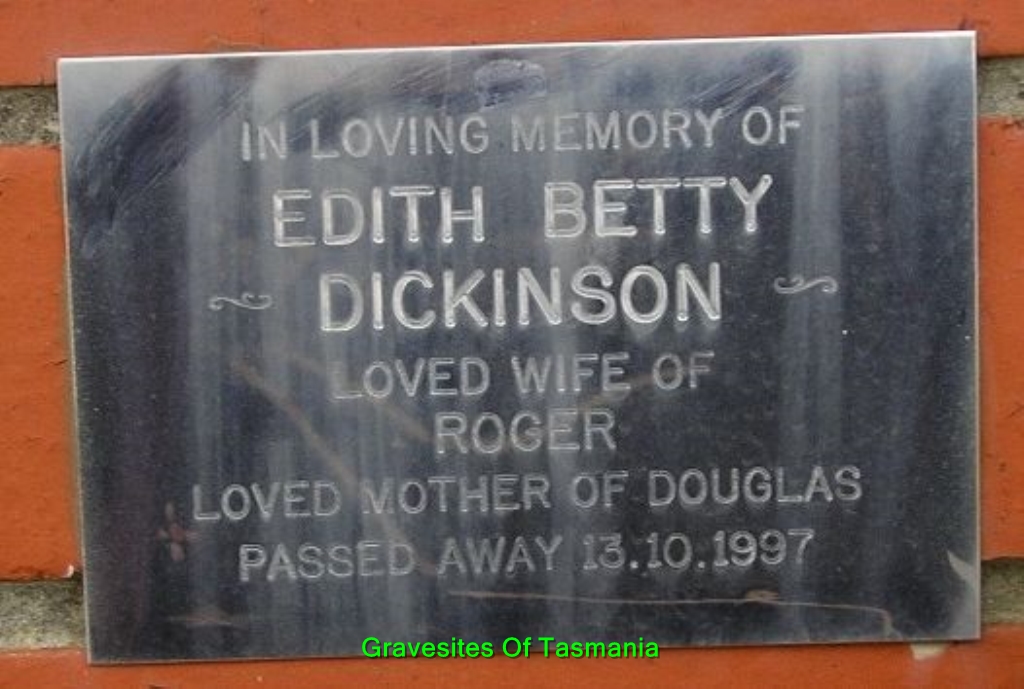 IN LOVING MEMORY OF
EDITH BETTY
DICKINSON
LOVED WIFE OF
ROGER
LOVED MOTHER OF DOUGLAS
PASSED AWAY 13.10.1997
Gravesites Of Tasmania